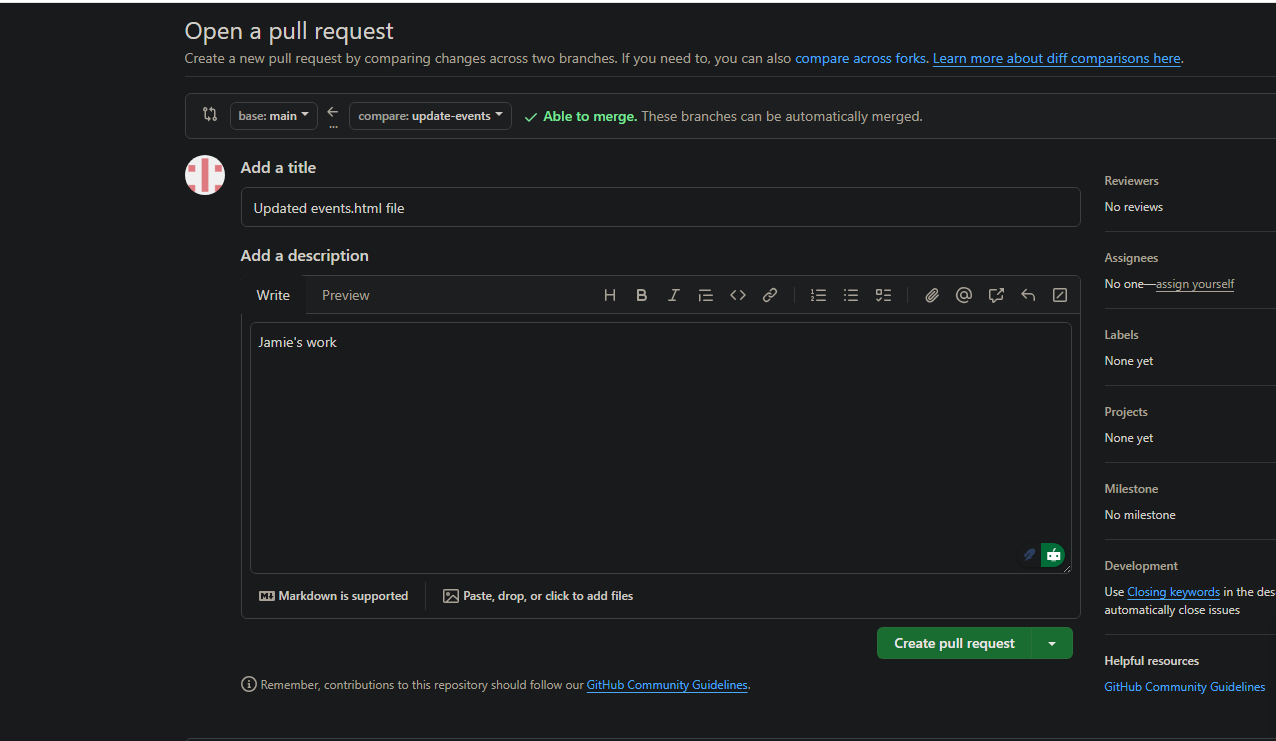 Open a pull request
Create a new pull request by comparing changes across two branches. If you need to, you can also compare across forks. Learn more about diff comparisons here.
base: main
compare: update-events
Able to merge. These branches can be automatically merged.
Add a title
Updated events.html file
Add a description
Write Preview
Jamie's work
Markdown is supported
Paste, drop, or click to add files
Create pull request
Remember, contributions to this repository should follow our GitHub Community Guidelines.
Reviewers
No reviews
Assignees
No one—assign yourself
Labels
None yet
Projects
None yet
Milestone
No milestone
Development
Use Closing keywords in the des
automatically close issues
Helpful resources
GitHub Community Guidelines